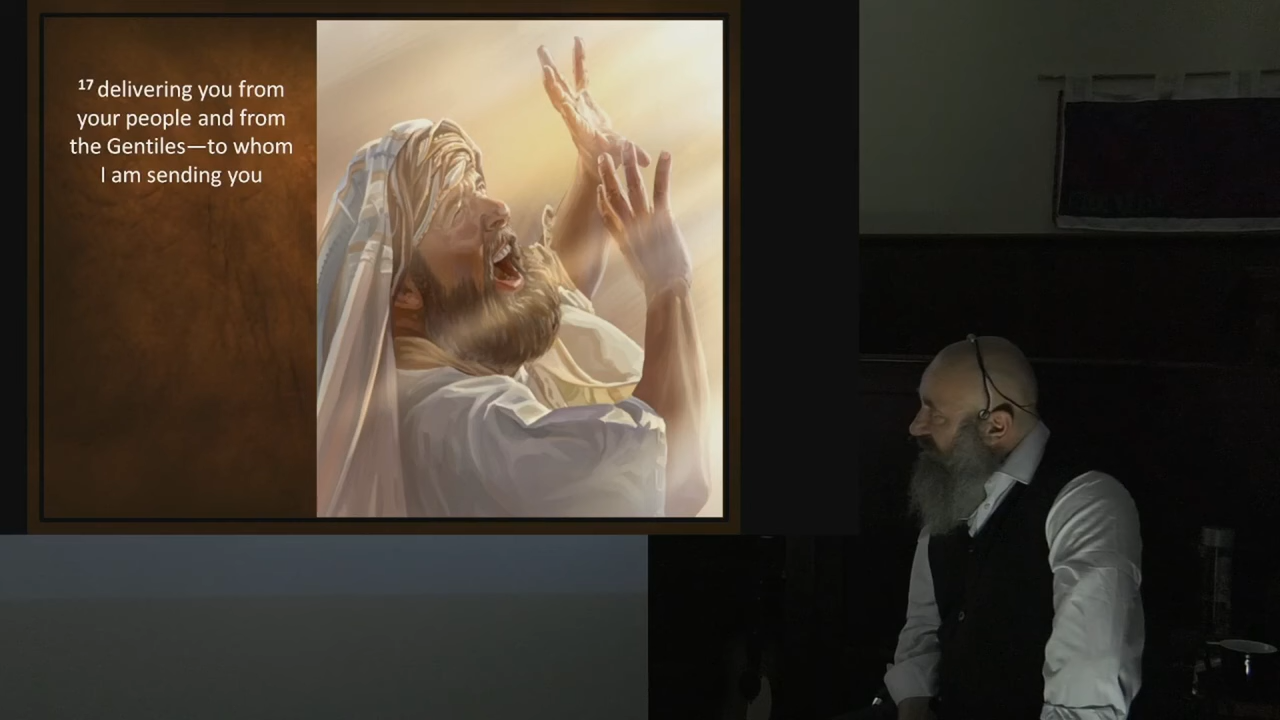 17 delivering you from
your people and from
the Gentiles—to whom
I am sending you